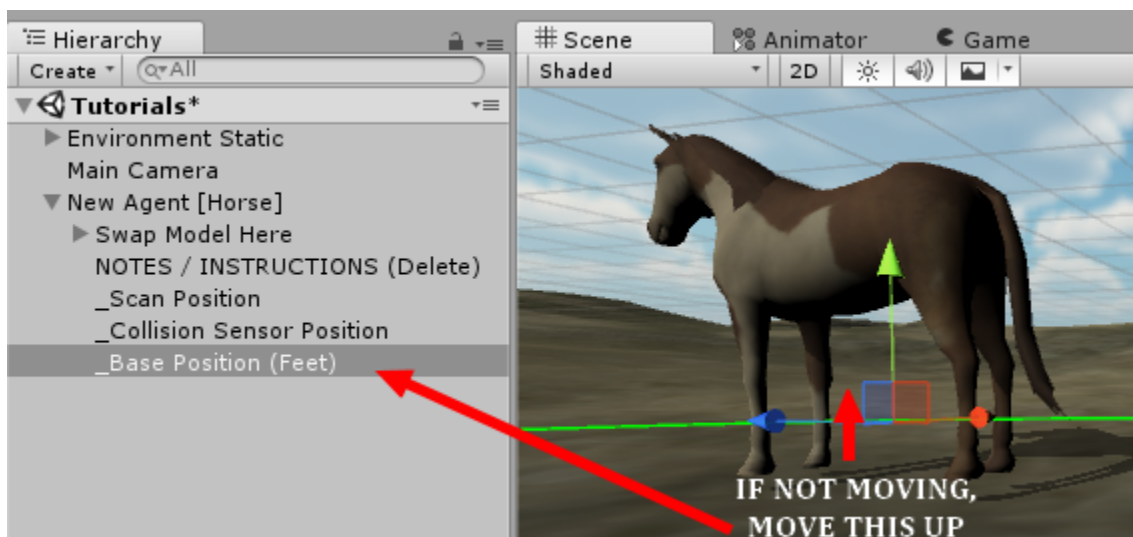 Hierarchy
Create
All
Tutorials*
Environment Static
Main Camera
New Agent [Horse]
Swap Model Here
NOTES / INSTRUCTIONS (Delete)
_Scan Position
_Collision Sensor Position
_Base Position (Feet)
Scene
Animator
Game
Shaded
2D
IF NOT MOVING,
MOVE THIS UP